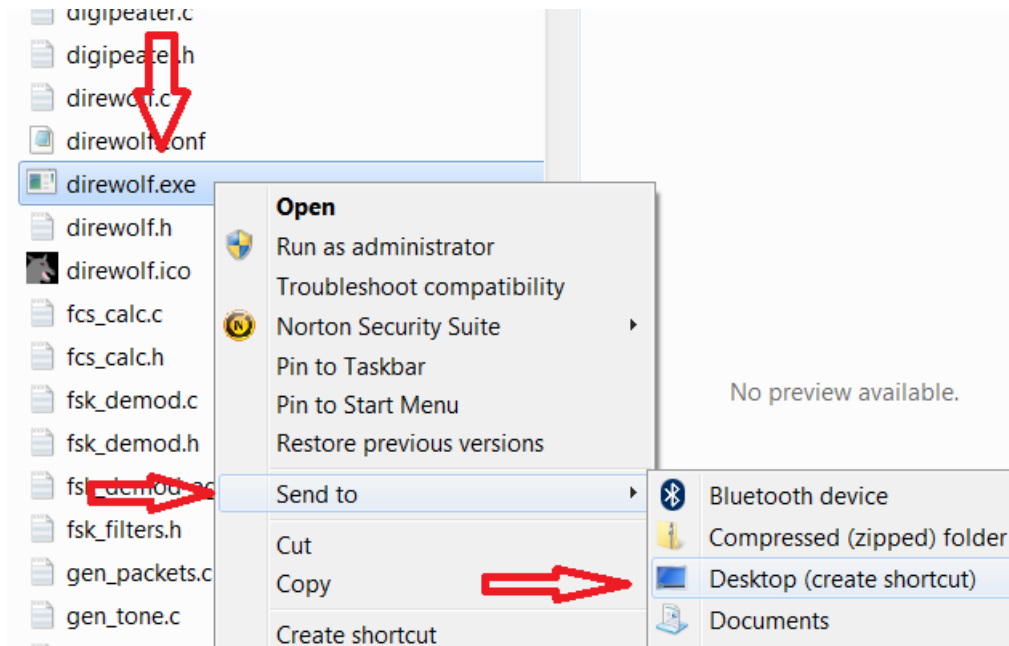 digipeater.c
digipeater.h
direwolf.c
direwolf.conf
direwolf.exe
direwolf.h
direwolf.ico
fcs_calc.c
fcs_calc.h
fsk_demod.c
fsk_demod.h
fsk_filters.h
gen_packets.c
gen_tone.c
Open
Run as administrator
Troubleshoot compatibility
Norton Security Suite
Pin to Taskbar
Pin to Start Menu
Restore previous versions
Send to
Cut
Copy
Create shortcut
Bluetooth device
Compressed (zipped) folder
Desktop (create shortcut)
Documents
No preview available.